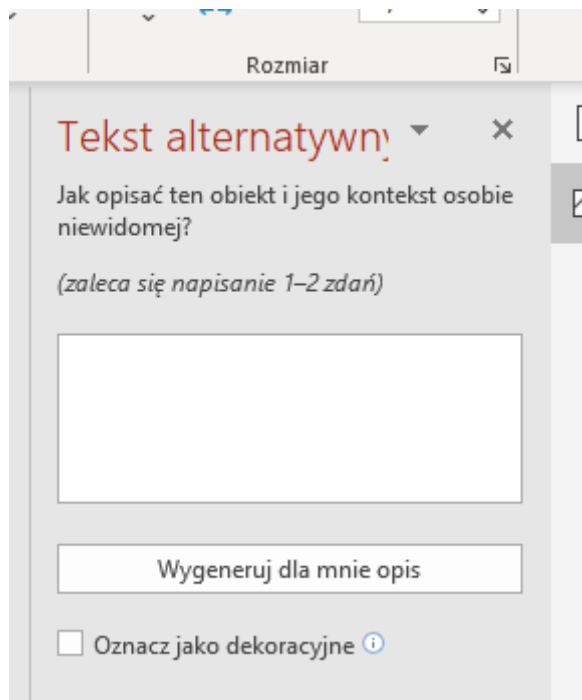 Rozmiar
Tekst alternatywny
Jak opisać ten obiekt i jego kontekst osobie
niewidomej?
(zaleca się napisanie 1–2 zdań)
Wygeneruj dla mnie opis
Oznacz jako dekoracyjne